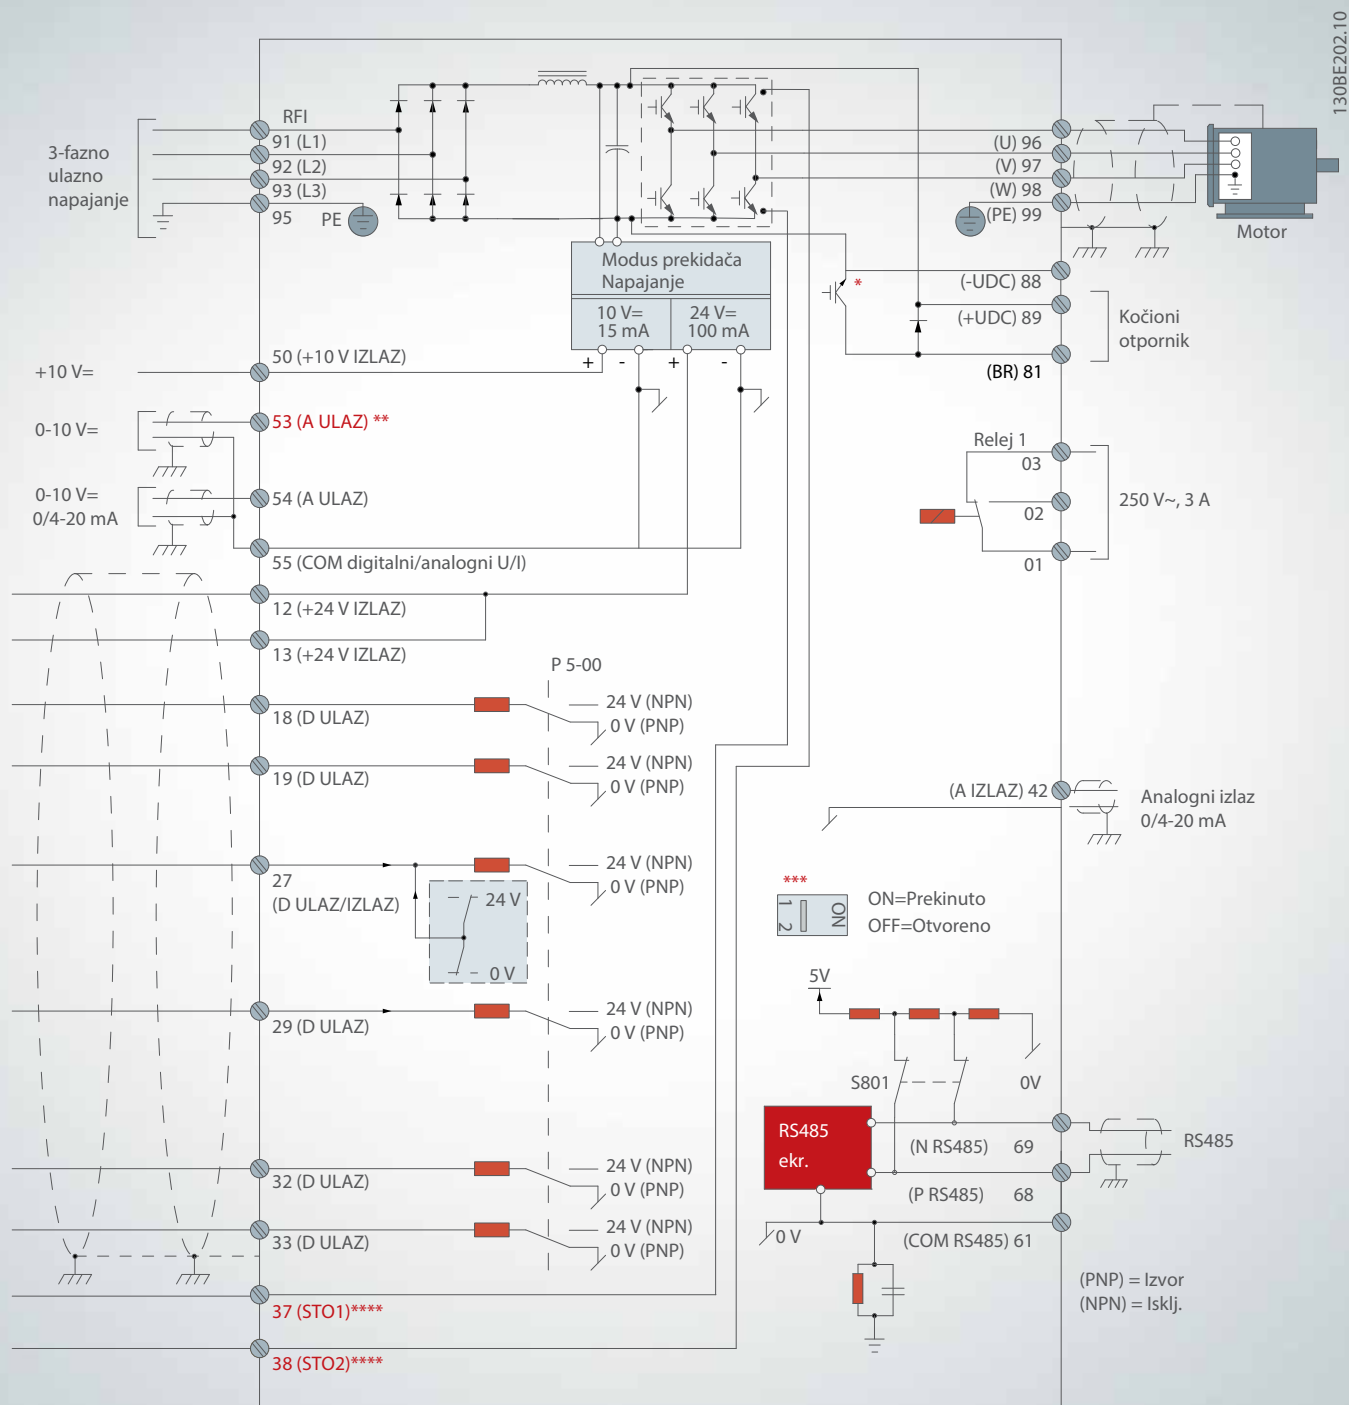 130BE202.10
3-fazno
ulazno
napajanje
RFI
91 (L1)
92 (L2)
93 (L3)
95
PE
(U) 96
(V) 97
(W) 98
(PE) 99
Motor
Modus prekidača
Napajanje
10 V=
15 mA
24 V=
100 mA
+
-
+
-
*
(-UDC) 88
(+UDC) 89
(BR) 81
Kočioni
otpornik
+10 V=
50 (+10 V IZLAZ)
0-10 V=
53 (A ULAZ) **
0-10 V=
0/4-20 mA
54 (A ULAZ)
55 (COM digitalni/analogni U/I)
12 (+24 V IZLAZ)
13 (+24 V IZLAZ)
Relej 1
03
02
01
250 V~, 3 A
P 5-00
18 (D ULAZ)
24 V (NPN)
0 V (PNP)
19 (D ULAZ)
24 V (NPN)
0 V (PNP)
27
(D ULAZ/IZLAZ)
24 V (NPN)
0 V (PNP)
24 V
0 V
29 (D ULAZ)
24 V (NPN)
0 V (PNP)
32 (D ULAZ)
24 V (NPN)
0 V (PNP)
33 (D ULAZ)
24 V (NPN)
0 V (PNP)
37 (STO1)****
38 (STO2)****
(A IZLAZ) 42
Analogni izlaz
0/4-20 mA
***
1
2
ON
ON=Prekinuto
OFF=Otvoreno
5V
S801
0V
RS485
ekr.
(N RS485) 69
(P RS485) 68
RS485
0 V
(COM RS485) 61
(PNP) = Izvor
(NPN) = Isklj.